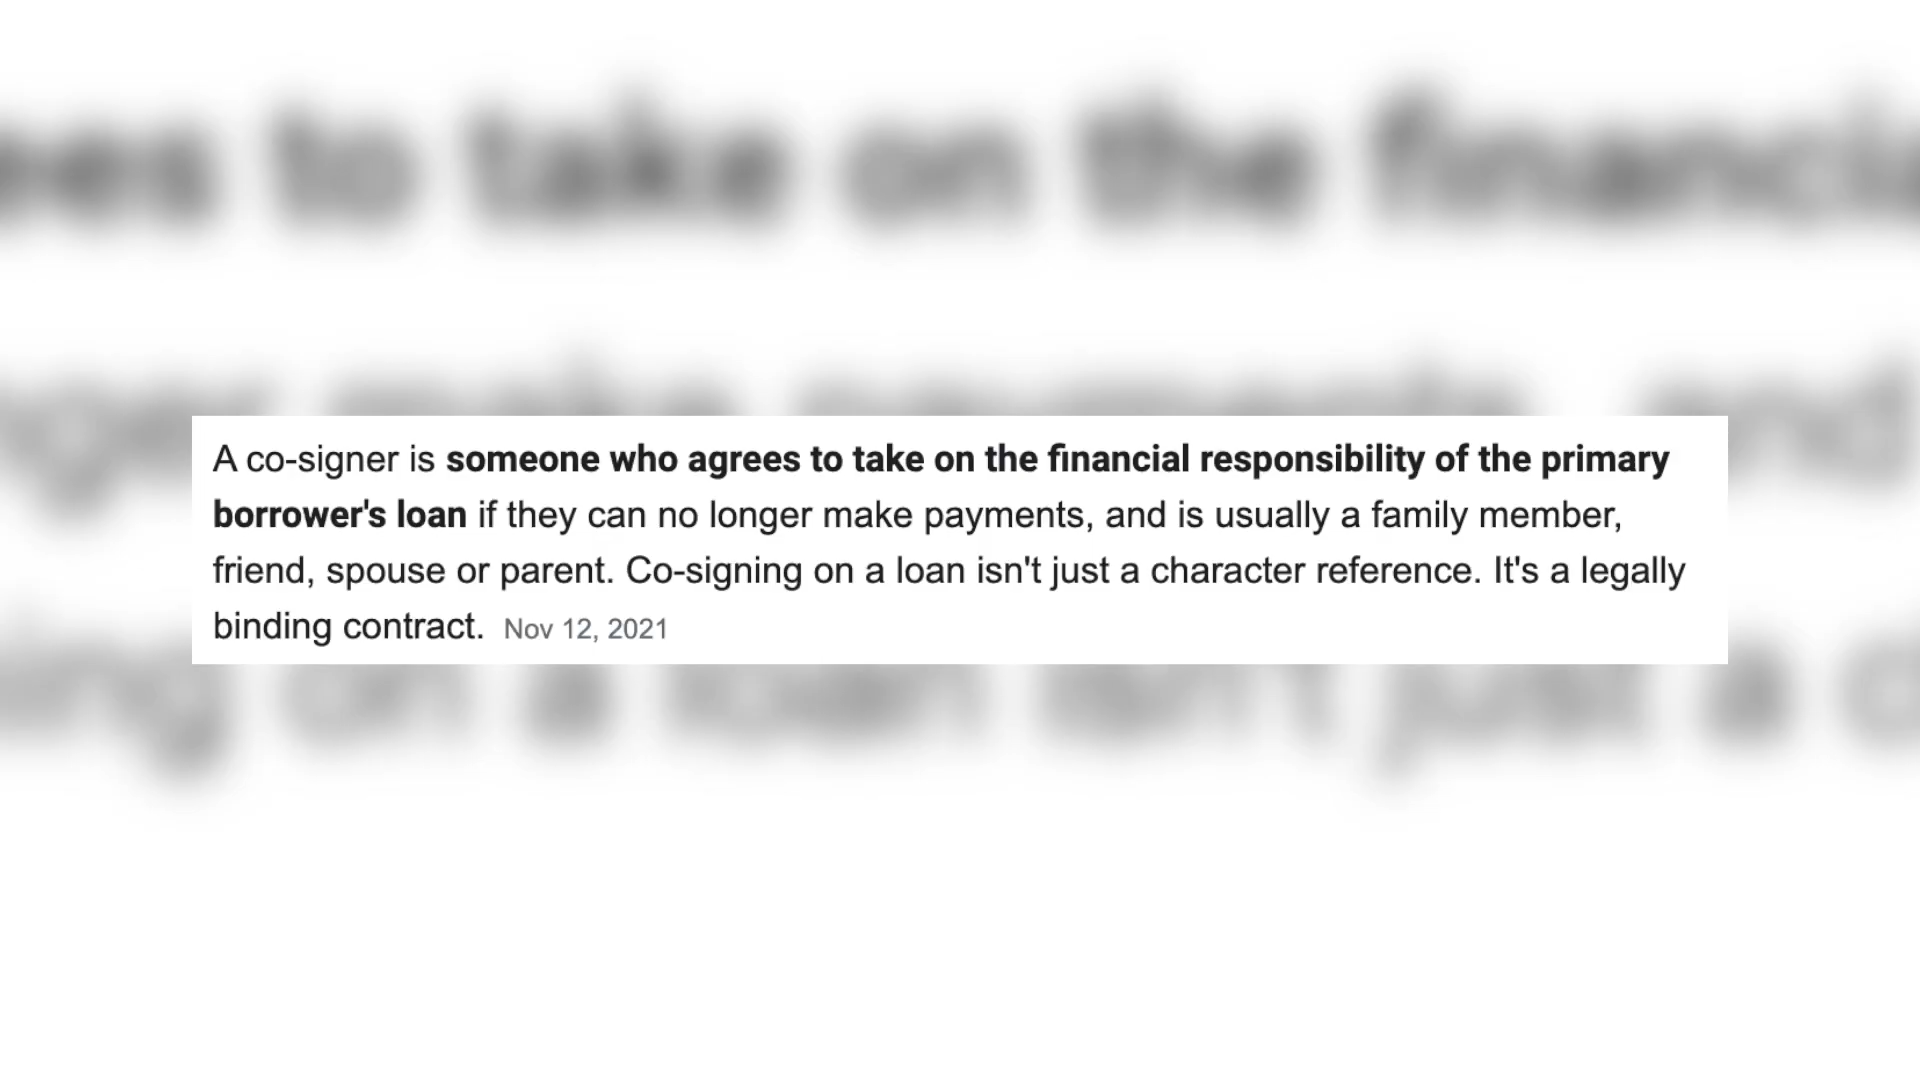 A co-signer is someone who agrees to take on the financial responsibility of the primary
borrower's loan if they can no longer make payments, and is usually a family member,
friend, spouse or parent. Co-signing on a loan isn't just a character reference. It's a legally
binding contract. Nov 12, 2021